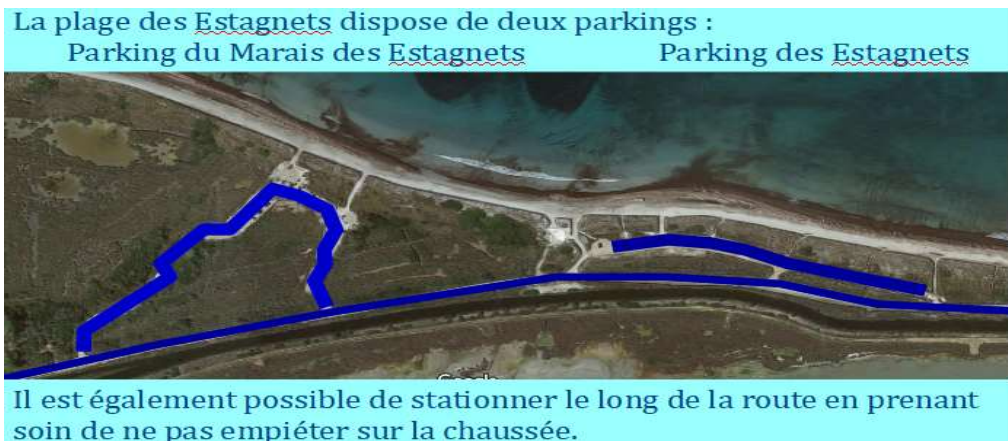 La plage des Estagnets dispose de deux parkings :
Parking du Marais des Estagnets Parking des Estagnets
Google
Il est également possible de stationner le long de la route en prenant
soin de ne pas empiéter sur la chaussée.